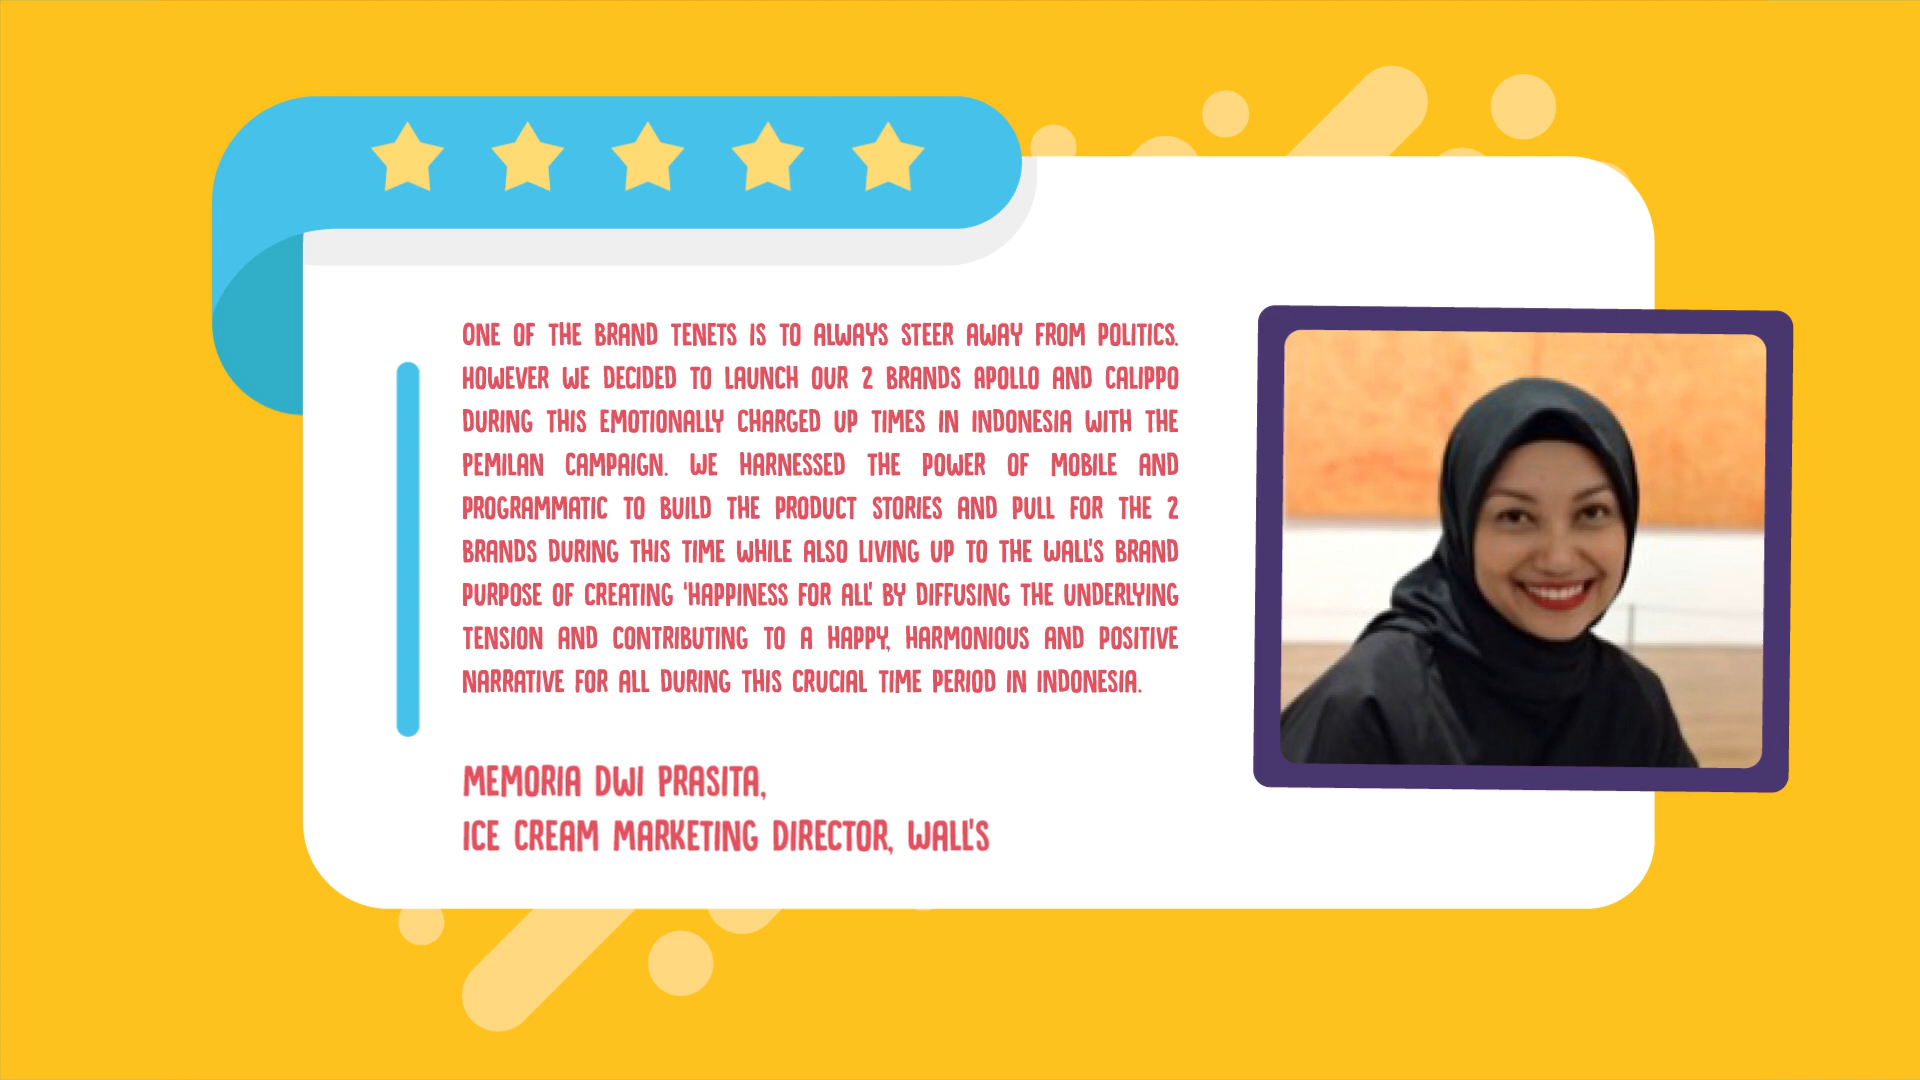 ONE OF THE BRAND TENETS IS TO ALWAYS STEER AWAY FROM POLITICS.
HOWEVER WE DECIDED TO LAUNCH OUR 2 BRANDS APOLLO AND CALIPPO
DURING THIS EMOTIONALLY CHARGED UP TIMES IN INDONESIA WITH THE
PEMILAN CAMPAIGN. WE HARNESSED THE POWER OF MOBILE AND
PROGRAMMATIC TO BUILD THE PRODUCT STORIES AND PULL FOR THE 2
BRANDS DURING THIS TIME WHILE ALSO LIVING UP TO THE WALL'S BRAND
PURPOSE OF CREATING 'HAPPINESS FOR ALL' BY DIFFUSING THE UNDERLYING
TENSION AND CONTRIBUTING TO A HAPPY, HARMONIOUS AND POSITIVE
NARRATIVE FOR ALL DURING THIS CRUCIAL TIME PERIOD IN INDONESIA.
MEMORIA DWI PRASITA,
ICE CREAM MARKETING DIRECTOR, WALL'S